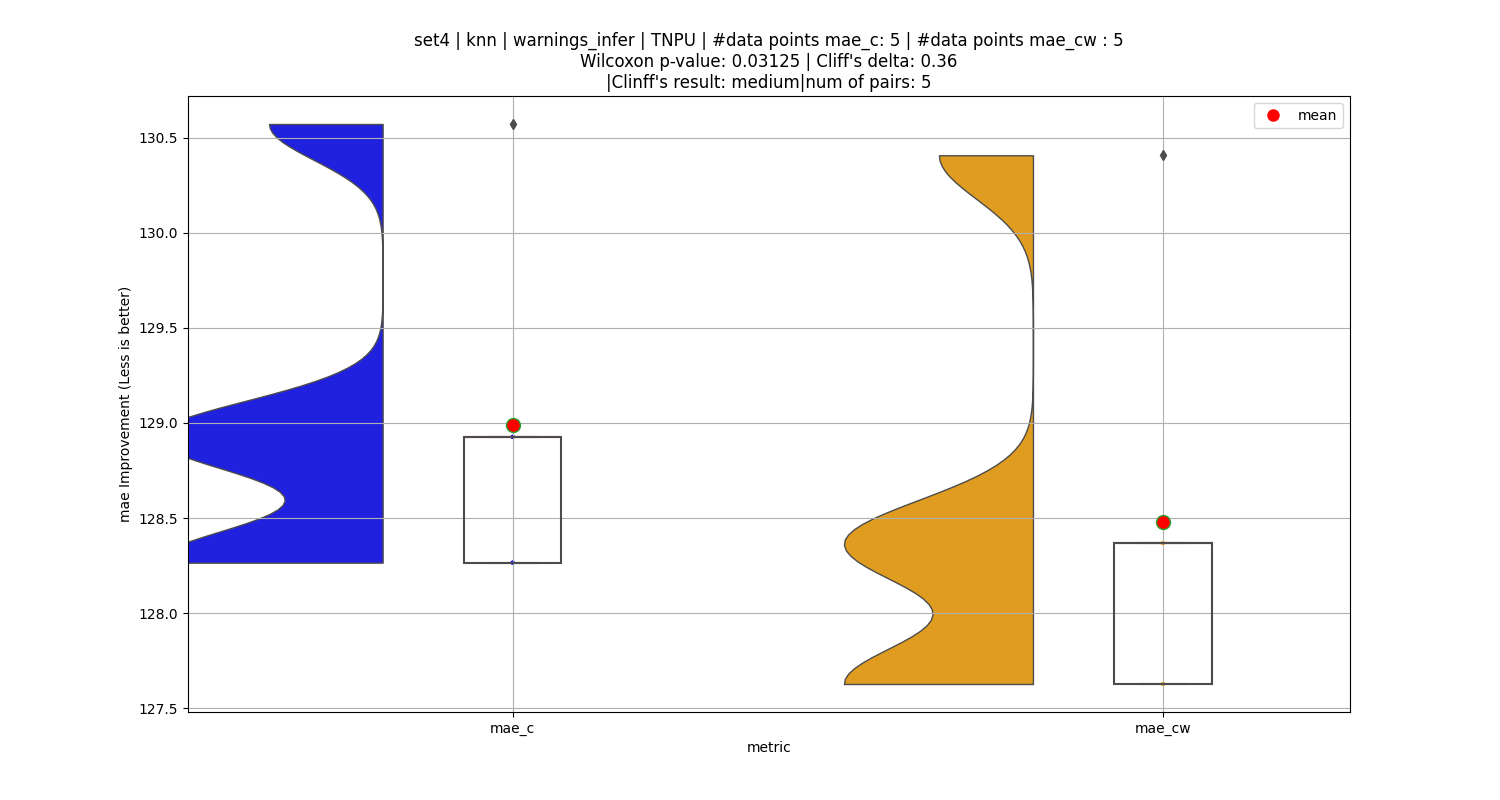 set4 | knn | warnings_infer | TNPU | #data points mae_c: 5 | #data points mae_cw : 5
Wilcoxon p-value: 0.03125 | Cliff's delta: 0.36
|Clinff's result: medium|num of pairs: 5
mean
130.5
130.0
129.5
129.0
128.5
128.0
127.5
mae Improvement (Less is better)
mae_c
mae_cw
metric